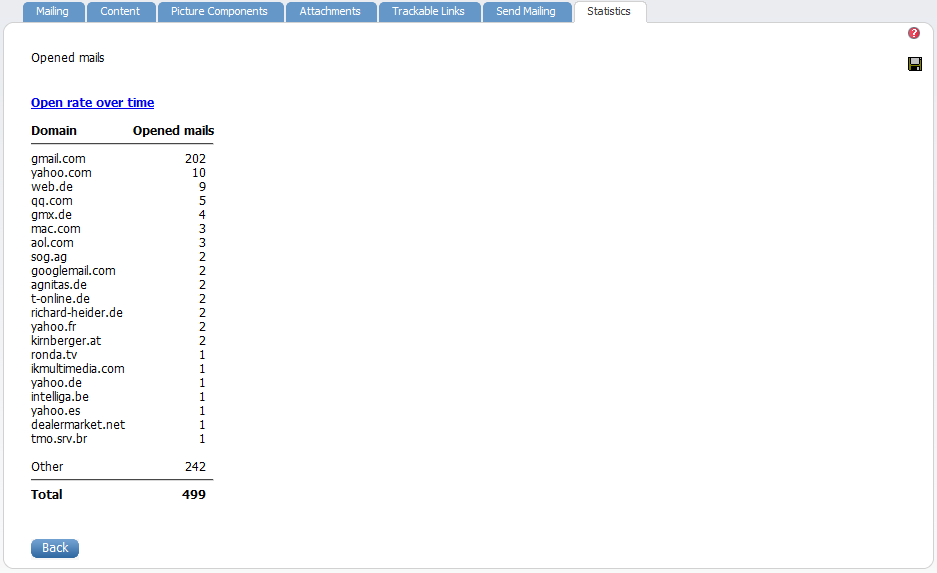 Mailing Content Picture Components Attachments Trackable Links Send Mailing Statistics
?
Opened mails
Open rate over time
Domain Opened mails
gmail.com 202
yahoo.com 10
web.de 9
qq.com 5
gmx.de 4
mac.com 3
aol.com 3
sog.ag 2
googlemail.com 2
agnitas.de 2
t-online.de 2
richard-heider.de 2
yahoo.fr 2
kirnberger.at 2
ronda.tv 1
ikmultimedia.com 1
yahoo.de 1
intelliga.be 1
yahoo.es 1
dealermarket.net 1
tmo.srv.br 1
Other 242
Total 499
Back